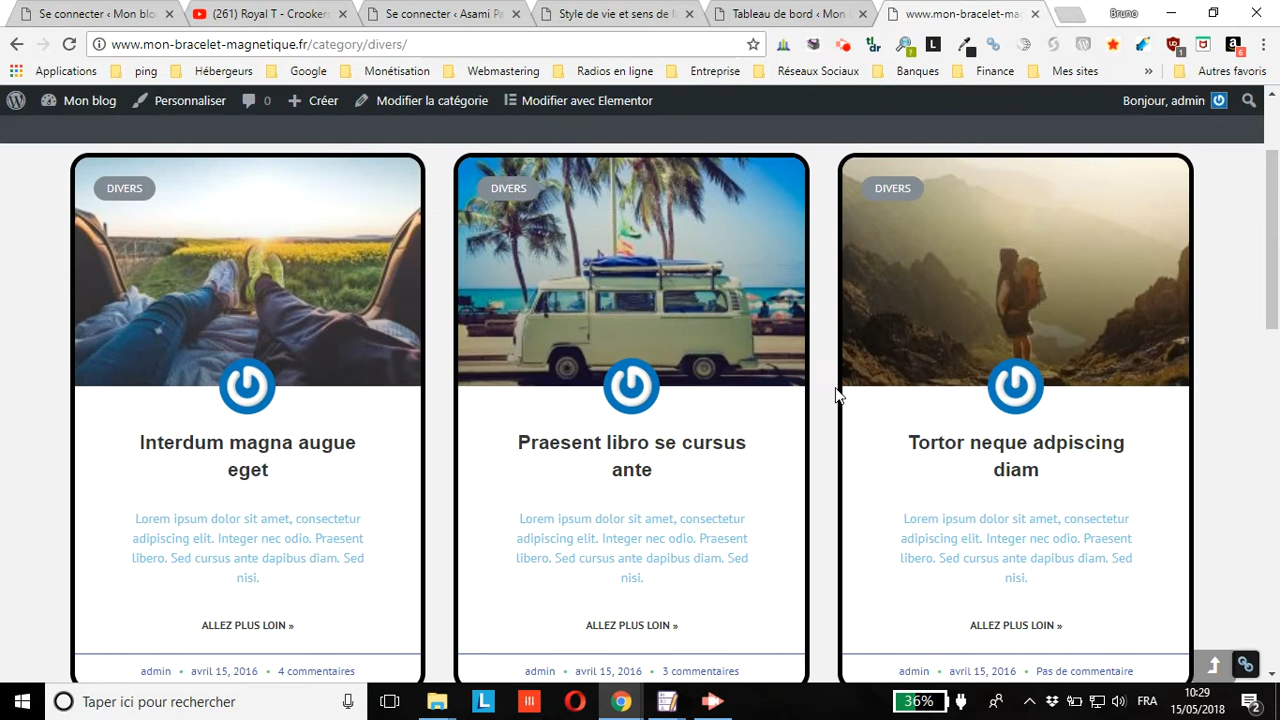 Se connecter ‹ Mon blo
(261) Royal T - Crooker
Se connecter ‹ Asami Pa
Style de vie et sens de la
Tableau de bord ‹ Mon
www.mon-bracelet-ma
Bruno
www.mon-bracelet-magnetique.fr/category/divers/
tl;dr
Applications
ping
Hébergeurs
Google
Monétisation
Webmastering
Radios en ligne
Entreprise
Réseaux Sociaux
Banques
Finance
Mes sites
»
Autres favoris
Mon blog
Personnaliser
0
Créer
Modifier la catégorie
Modifier avec Elementor
Bonjour, admin
DIVERS
DIVERS
DIVERS
Interdum magna augue
eget
Lorem ipsum dolor sit amet, consectetur
adipiscing elit. Integer nec odio. Praesent
libero. Sed cursus ante dapibus diam. Sed
nisi.
ALLEZ PLUS LOIN »
admin • avril 15, 2016 • 4 commentaires
Praesent libro se cursus
ante
Lorem ipsum dolor sit amet, consectetur
adipiscing elit. Integer nec odio. Praesent
libero. Sed cursus ante dapibus diam. Sed
nisi.
ALLEZ PLUS LOIN »
admin • avril 15, 2016 • 3 commentaires
Tortor neque adpiscing
diam
Lorem ipsum dolor sit amet, consectetur
adipiscing elit. Integer nec odio. Praesent
libero. Sed cursus ante dapibus diam. Sed
nisi.
ALLEZ PLUS LOIN »
admin • avril 15, 2016 • Pas de commentaire
Taper ici pour rechercher
36%
FRA
10:29
15/05/2018
2